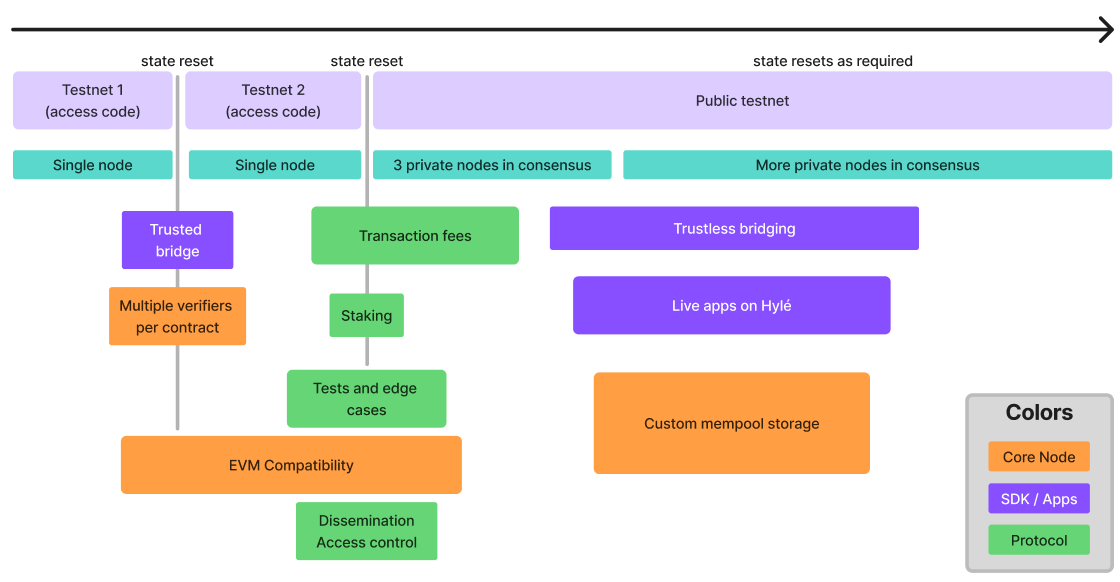 state reset
state reset
state resets as required
Testnet 1
(access code)
Testnet 2
(access code)
Public testnet
Single node
Single node
3 private nodes in consensus
More private nodes in consensus
Trusted
bridge
Transaction fees
Trustless bridging
Multiple verifiers
per contract
Staking
Live apps on Hylé
Tests and edge
cases
Custom mempool storage
EVM Compatibility
Dissemination
Access control
Colors
Core Node
SDK / Apps
Protocol